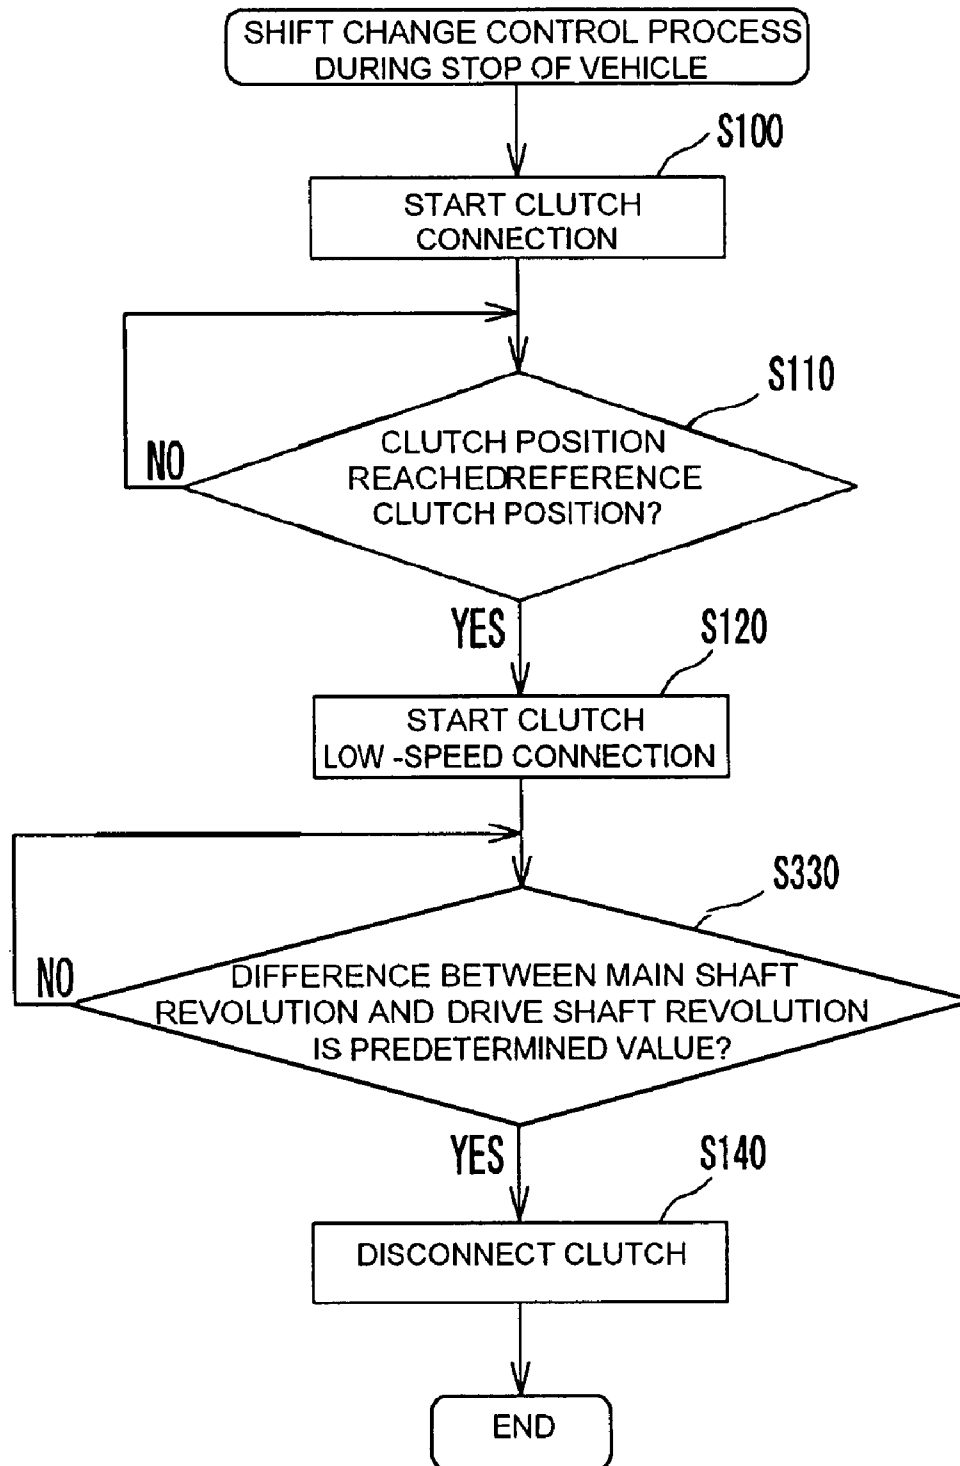 SHIFT CHANGE CONTROL PROCESS
DURING STOP OF VEHICLE
S100
START CLUTCH
CONNECTION
S110
CLUTCH POSITION
REACHEDREFERENCE
CLUTCH POSITION?
NO
YES
S120
START CLUTCH
LOW -SPEED CONNECTION
S330
DIFFERENCE BETWEEN MAIN SHAFT
REVOLUTION AND DRIVE SHAFT REVOLUTION
IS PREDETERMINED VALUE?
NO
YES
S140
DISCONNECT CLUTCH
END